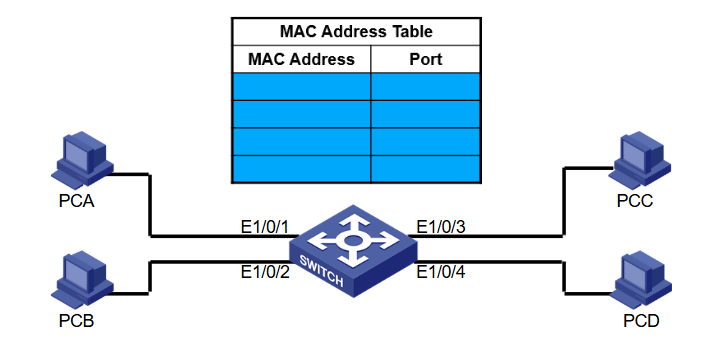 MAC Address Table
MAC Address Port
PCA
PCC
E1/0/1
E1/0/3
E1/0/2
E1/0/4
SWITCH
PCB
PCD